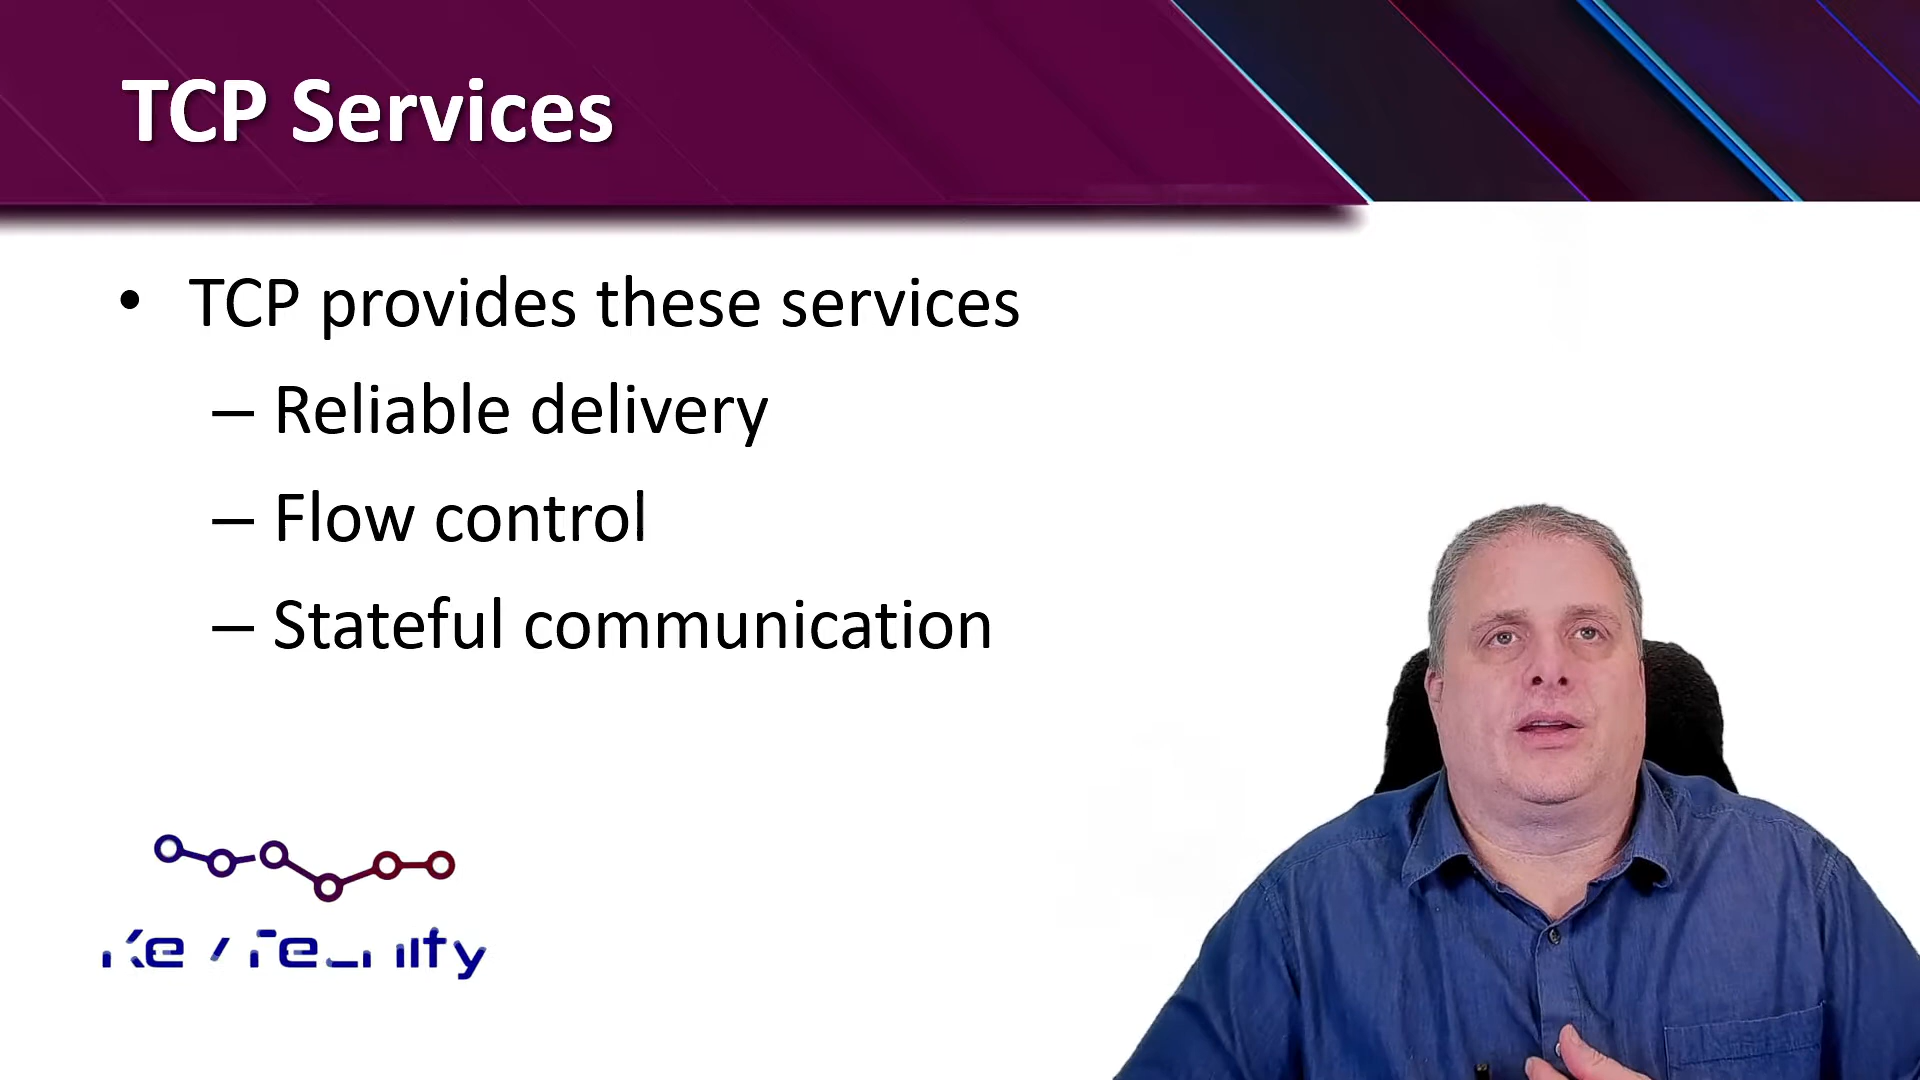 TCP Services
• TCP provides these services
– Reliable delivery
– Flow control
– Stateful communication